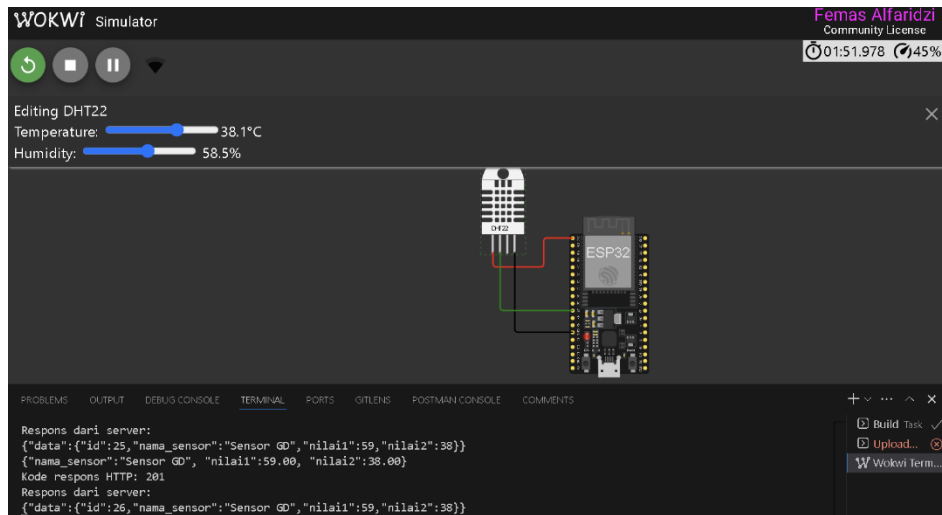 WOKWI Simulator
Femas Alfaridzi
Community License
01:51.978 45%
Editing DHT22
Temperature: 38.1°C
Humidity: 58.5%
DHT22
ESP32
PROBLEMS OUTPUT DEBUG CONSOLE TERMINAL PORTS GITLENS POSTMAN CONSOLE COMMENTS
Build Task
Upload...
Wokwi Term...
Respons dari server:
{"data":{"id":25,"nama_sensor":"Sensor GD","nilai1":59,"nilai2":38}}
{"nama_sensor":"Sensor GD", "nilai1":59.00, "nilai2":38.00}
Kode respons HTTP: 201
Respons dari server:
{"data":{"id":26,"nama_sensor":"Sensor GD","nilai1":59,"nilai2":38}}